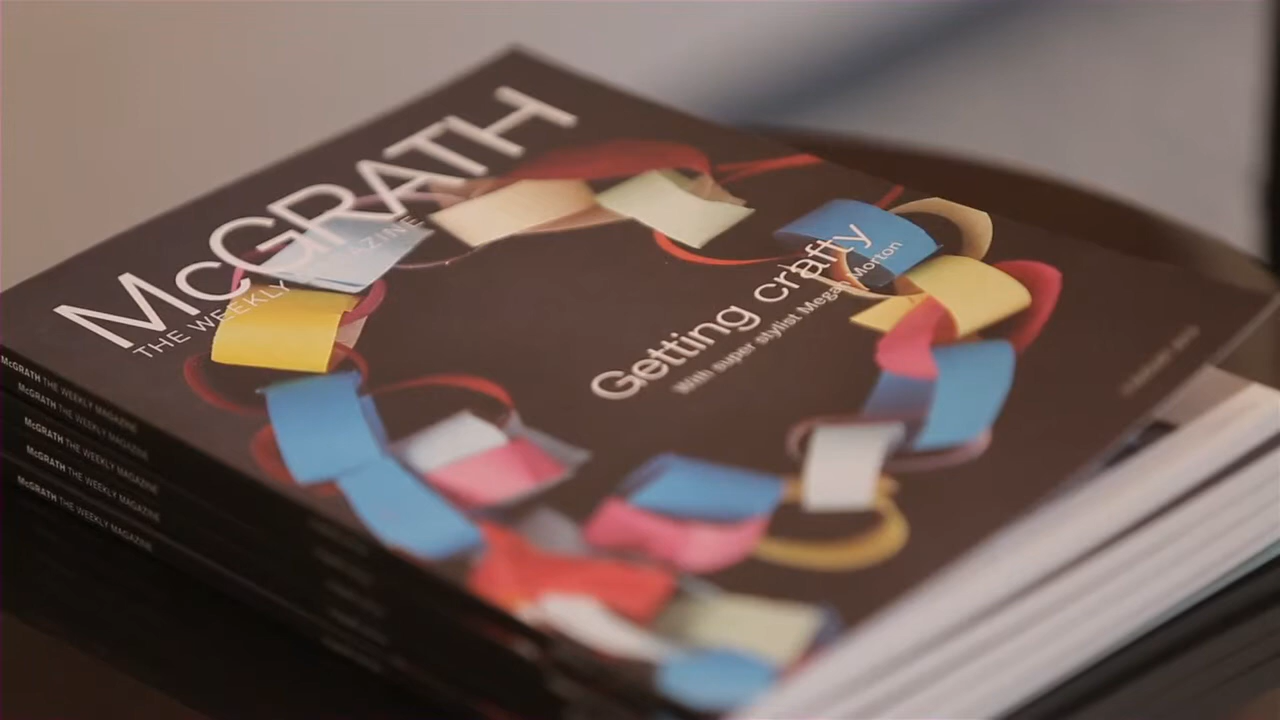 McGRATH
THE WEEKLY MAGAZINE
Getting crafty
With super stylist Megan Morton
McGRATH THE WEEKLY MAGAZINE
McGRATH THE WEEKLY MAGAZINE
McGRATH THE WEEKLY MAGAZINE
McGRATH THE WEEKLY MAGAZINE
McGRATH THE WEEKLY MAGAZINE